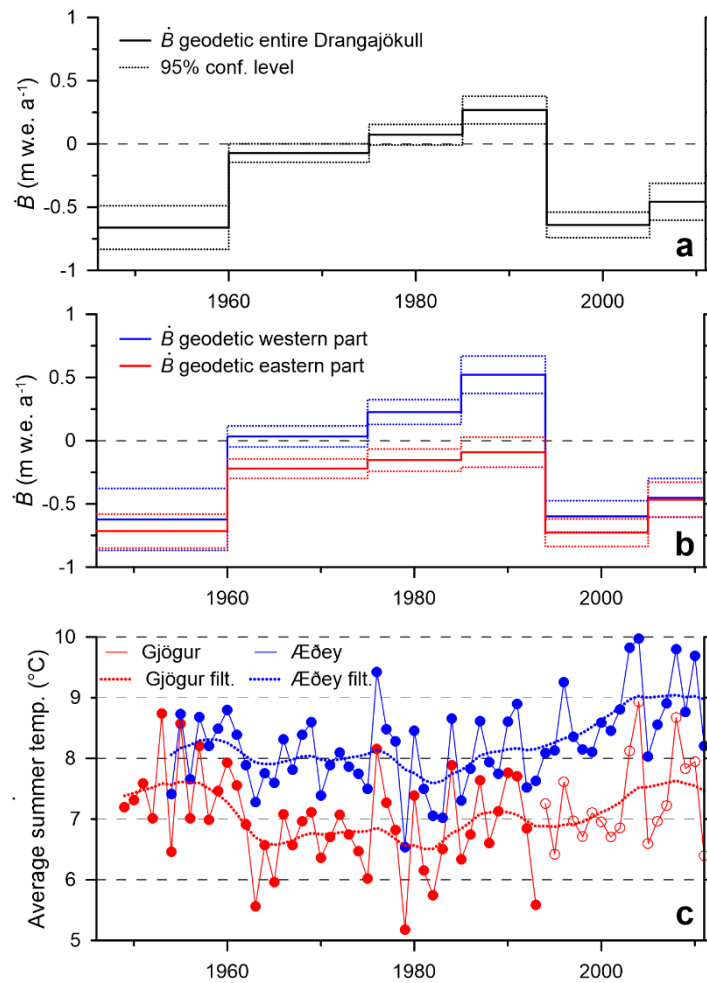 1
Ḃ geodetic entire Drangajökull
95% conf. level
0.5
0
-0.5
-1
Ḃ (m w.e. a⁻¹)
a
1960 1980 2000
1
Ḃ geodetic western part
Ḃ geodetic eastern part
0.5
0
-0.5
-1
Ḃ (m w.e. a⁻¹)
b
1960 1980 2000
10
Gjögur Æðey
Gjögur filt. Æðey filt.
9
8
7
6
5
Average summer temp. (°C)
c
1960 1980 2000